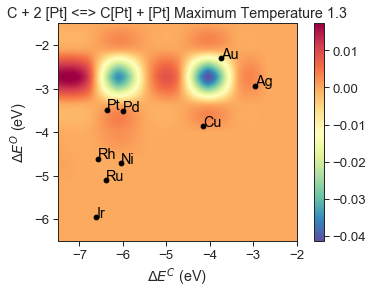 C + 2 [Pt] <=> C[Pt] + [Pt] Maximum Temperature 1.3
0.01
0.00
−0.01
−0.02
−0.03
−0.04
−2
−3
−4
−5
−6
ΔE^O (eV)
Au
Ag
Pt
Pd
Cu
Rh
Ni
Ru
Ir
−7
−6
−5
−4
−3
−2
ΔE^C (eV)